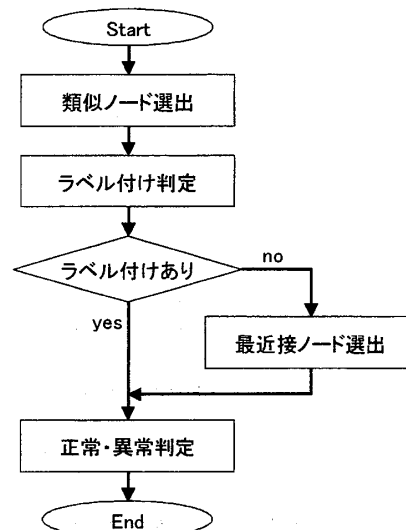 Start
類似ノード選出
ラベル付け判定
ラベル付けあり
no
yes
最近接ノード選出
正常・異常判定
End